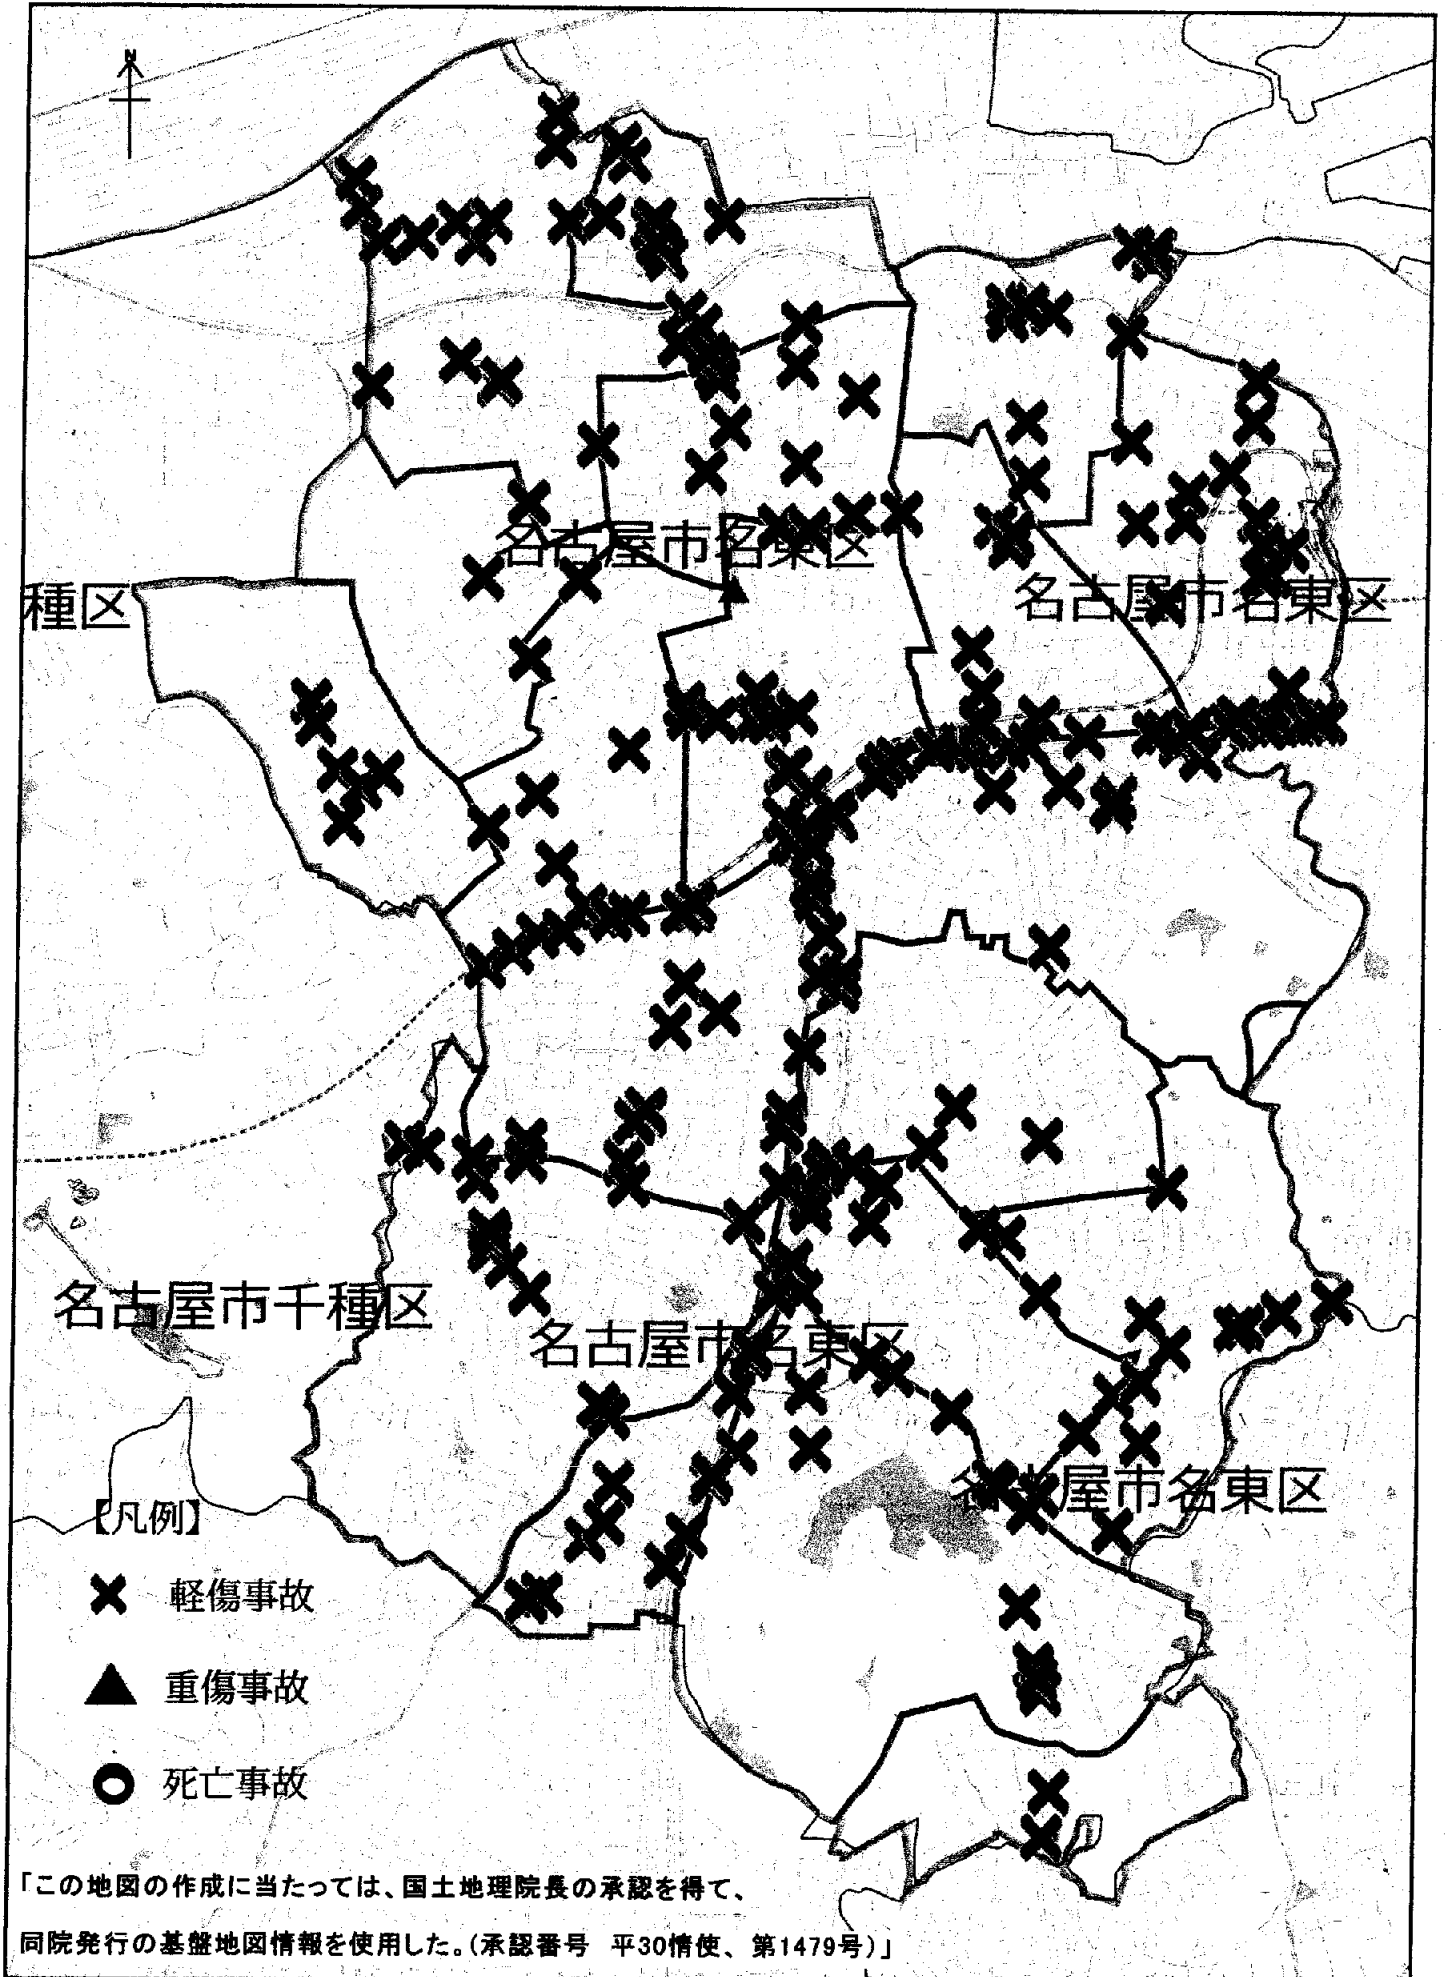 N
名古屋市名東区
名古屋市名東区
種区
名古屋市千種区
名古屋市名東区
名古屋市名東区
【凡例】
軽傷事故
重傷事故
死亡事故
「この地図の作成に当たっては、国土地理院長の承認を得て、
同院発行の基盤地図情報を使用した。(承認番号 平30情使、第1479号)」